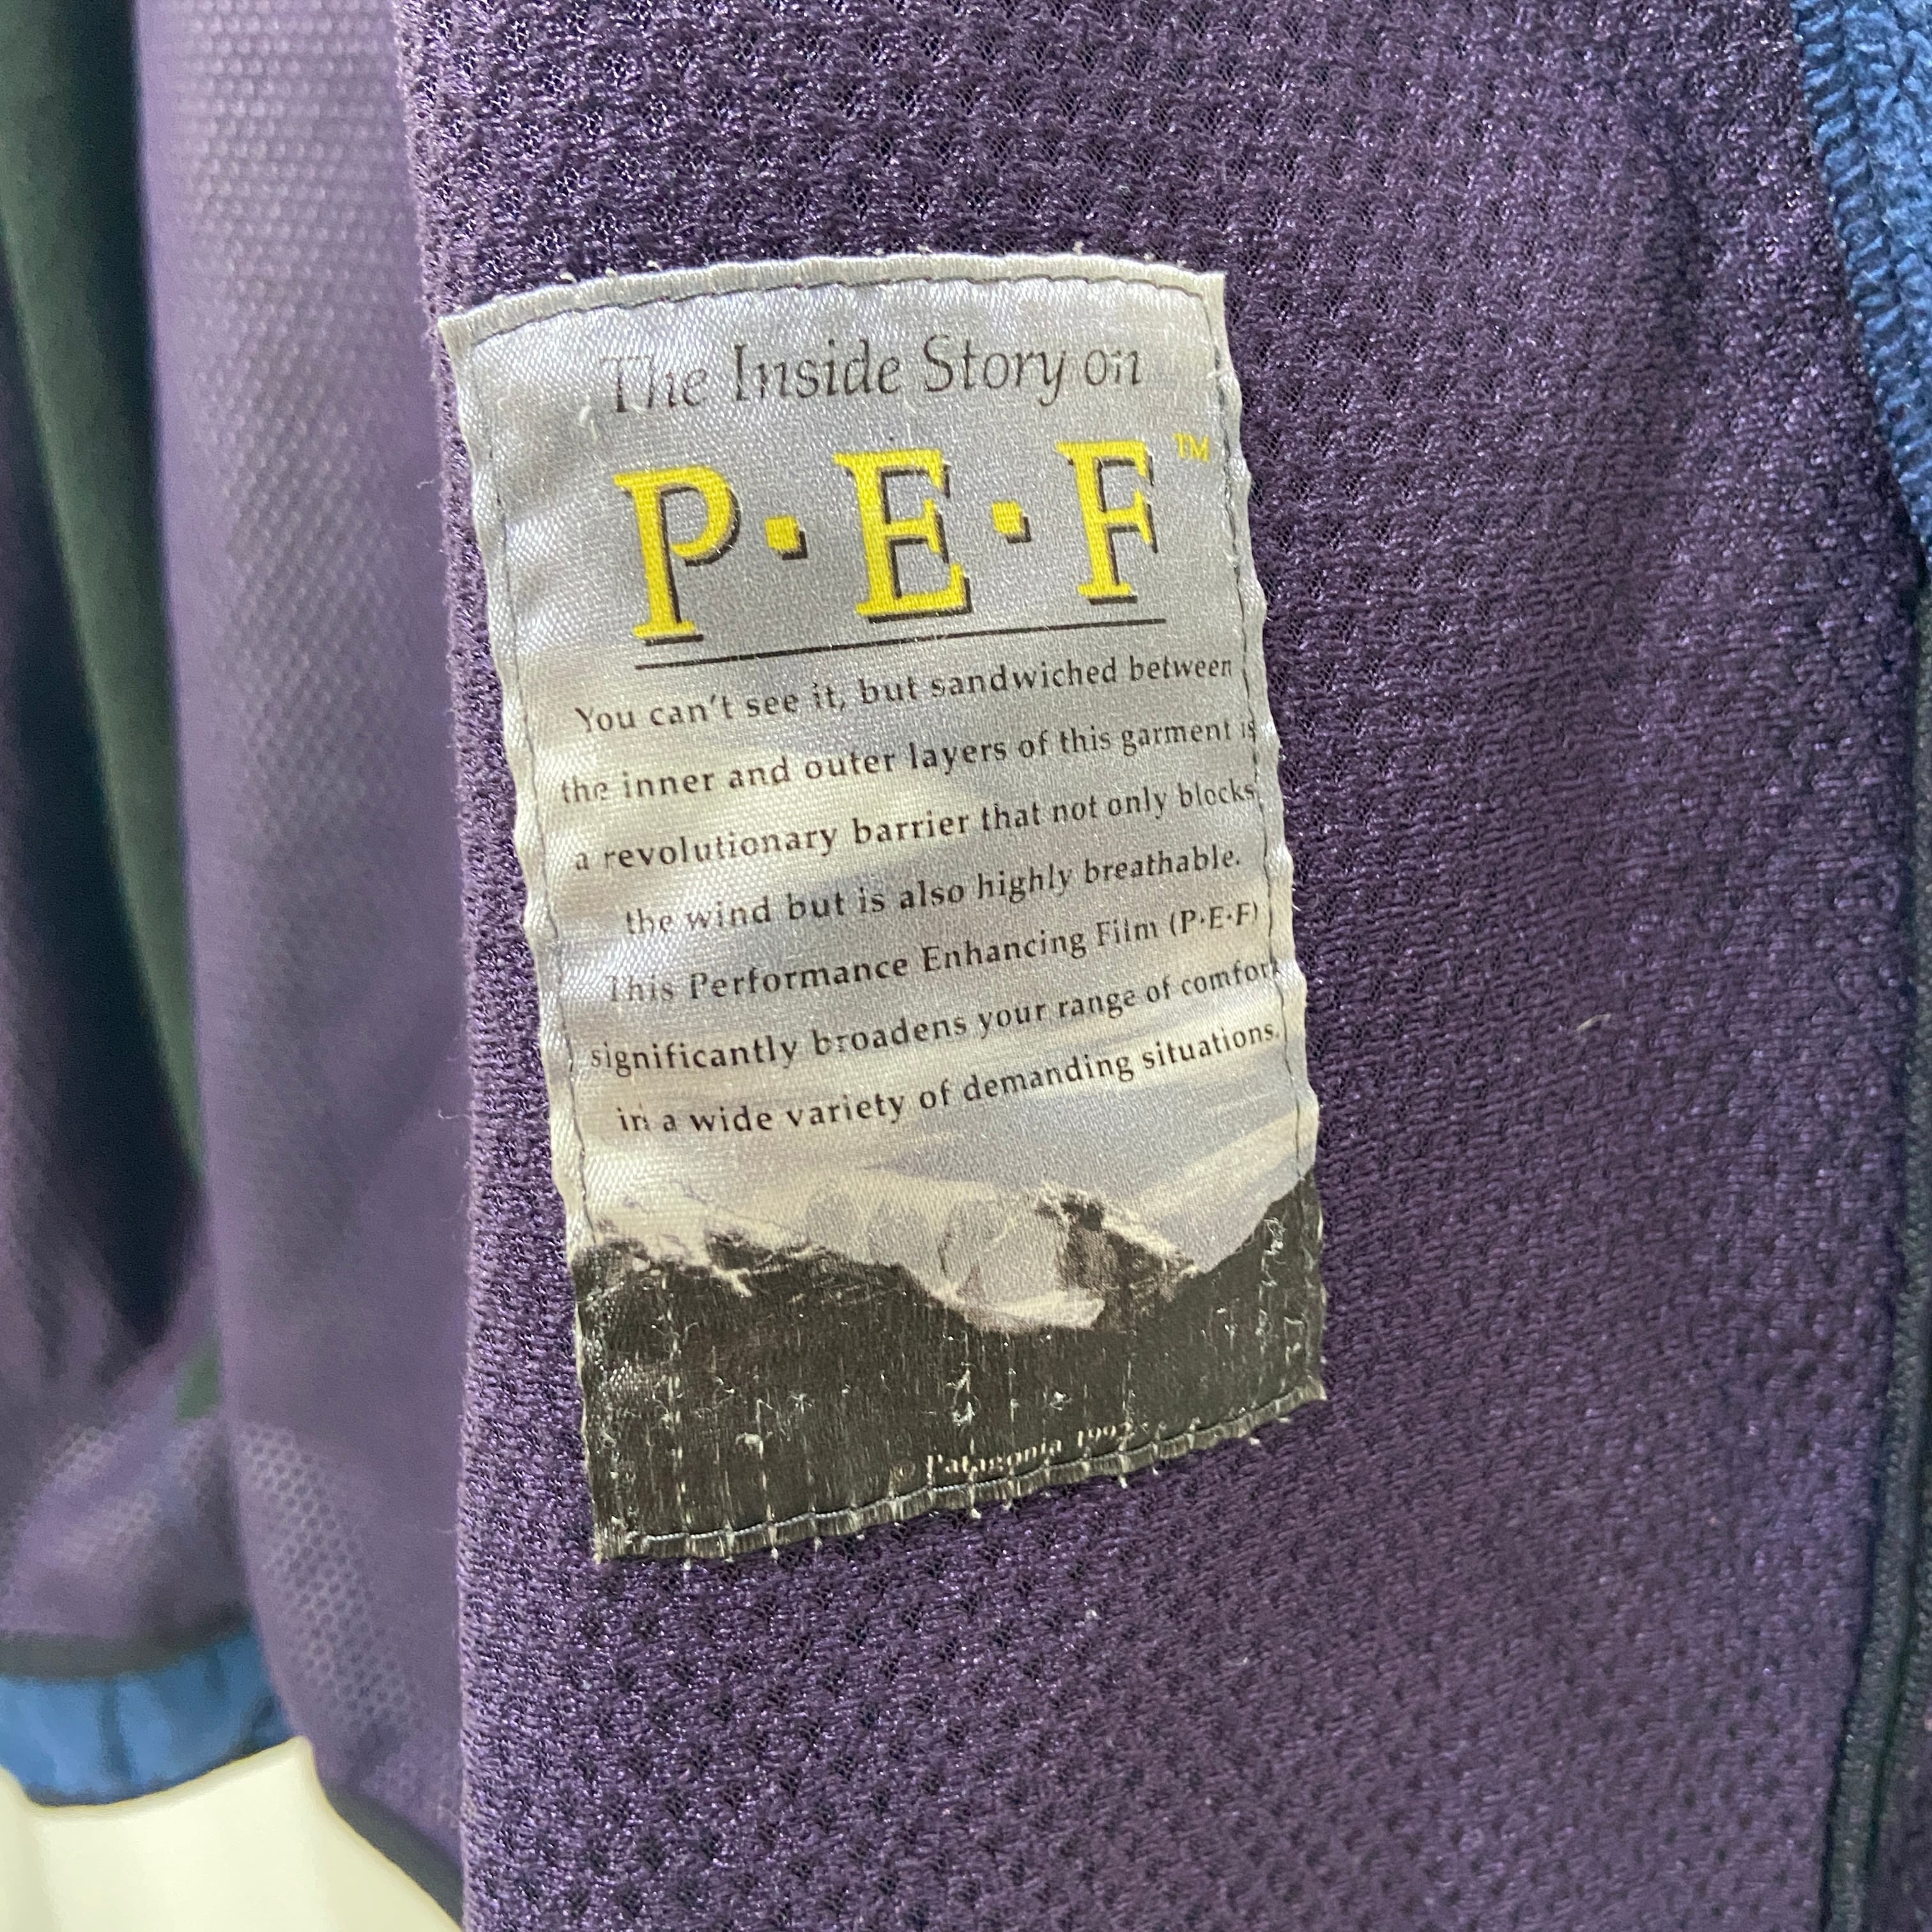 The Inside Story on
P·E·F™
You can't see it, but sandwiched between
the inner and outer layers of this garment is
a revolutionary barrier that not only blocks
the wind but is also highly breathable.
This Performance Enhancing Film (P·E·F)
significantly broadens your range of comfort
in a wide variety of demanding situations.
© Patagonia